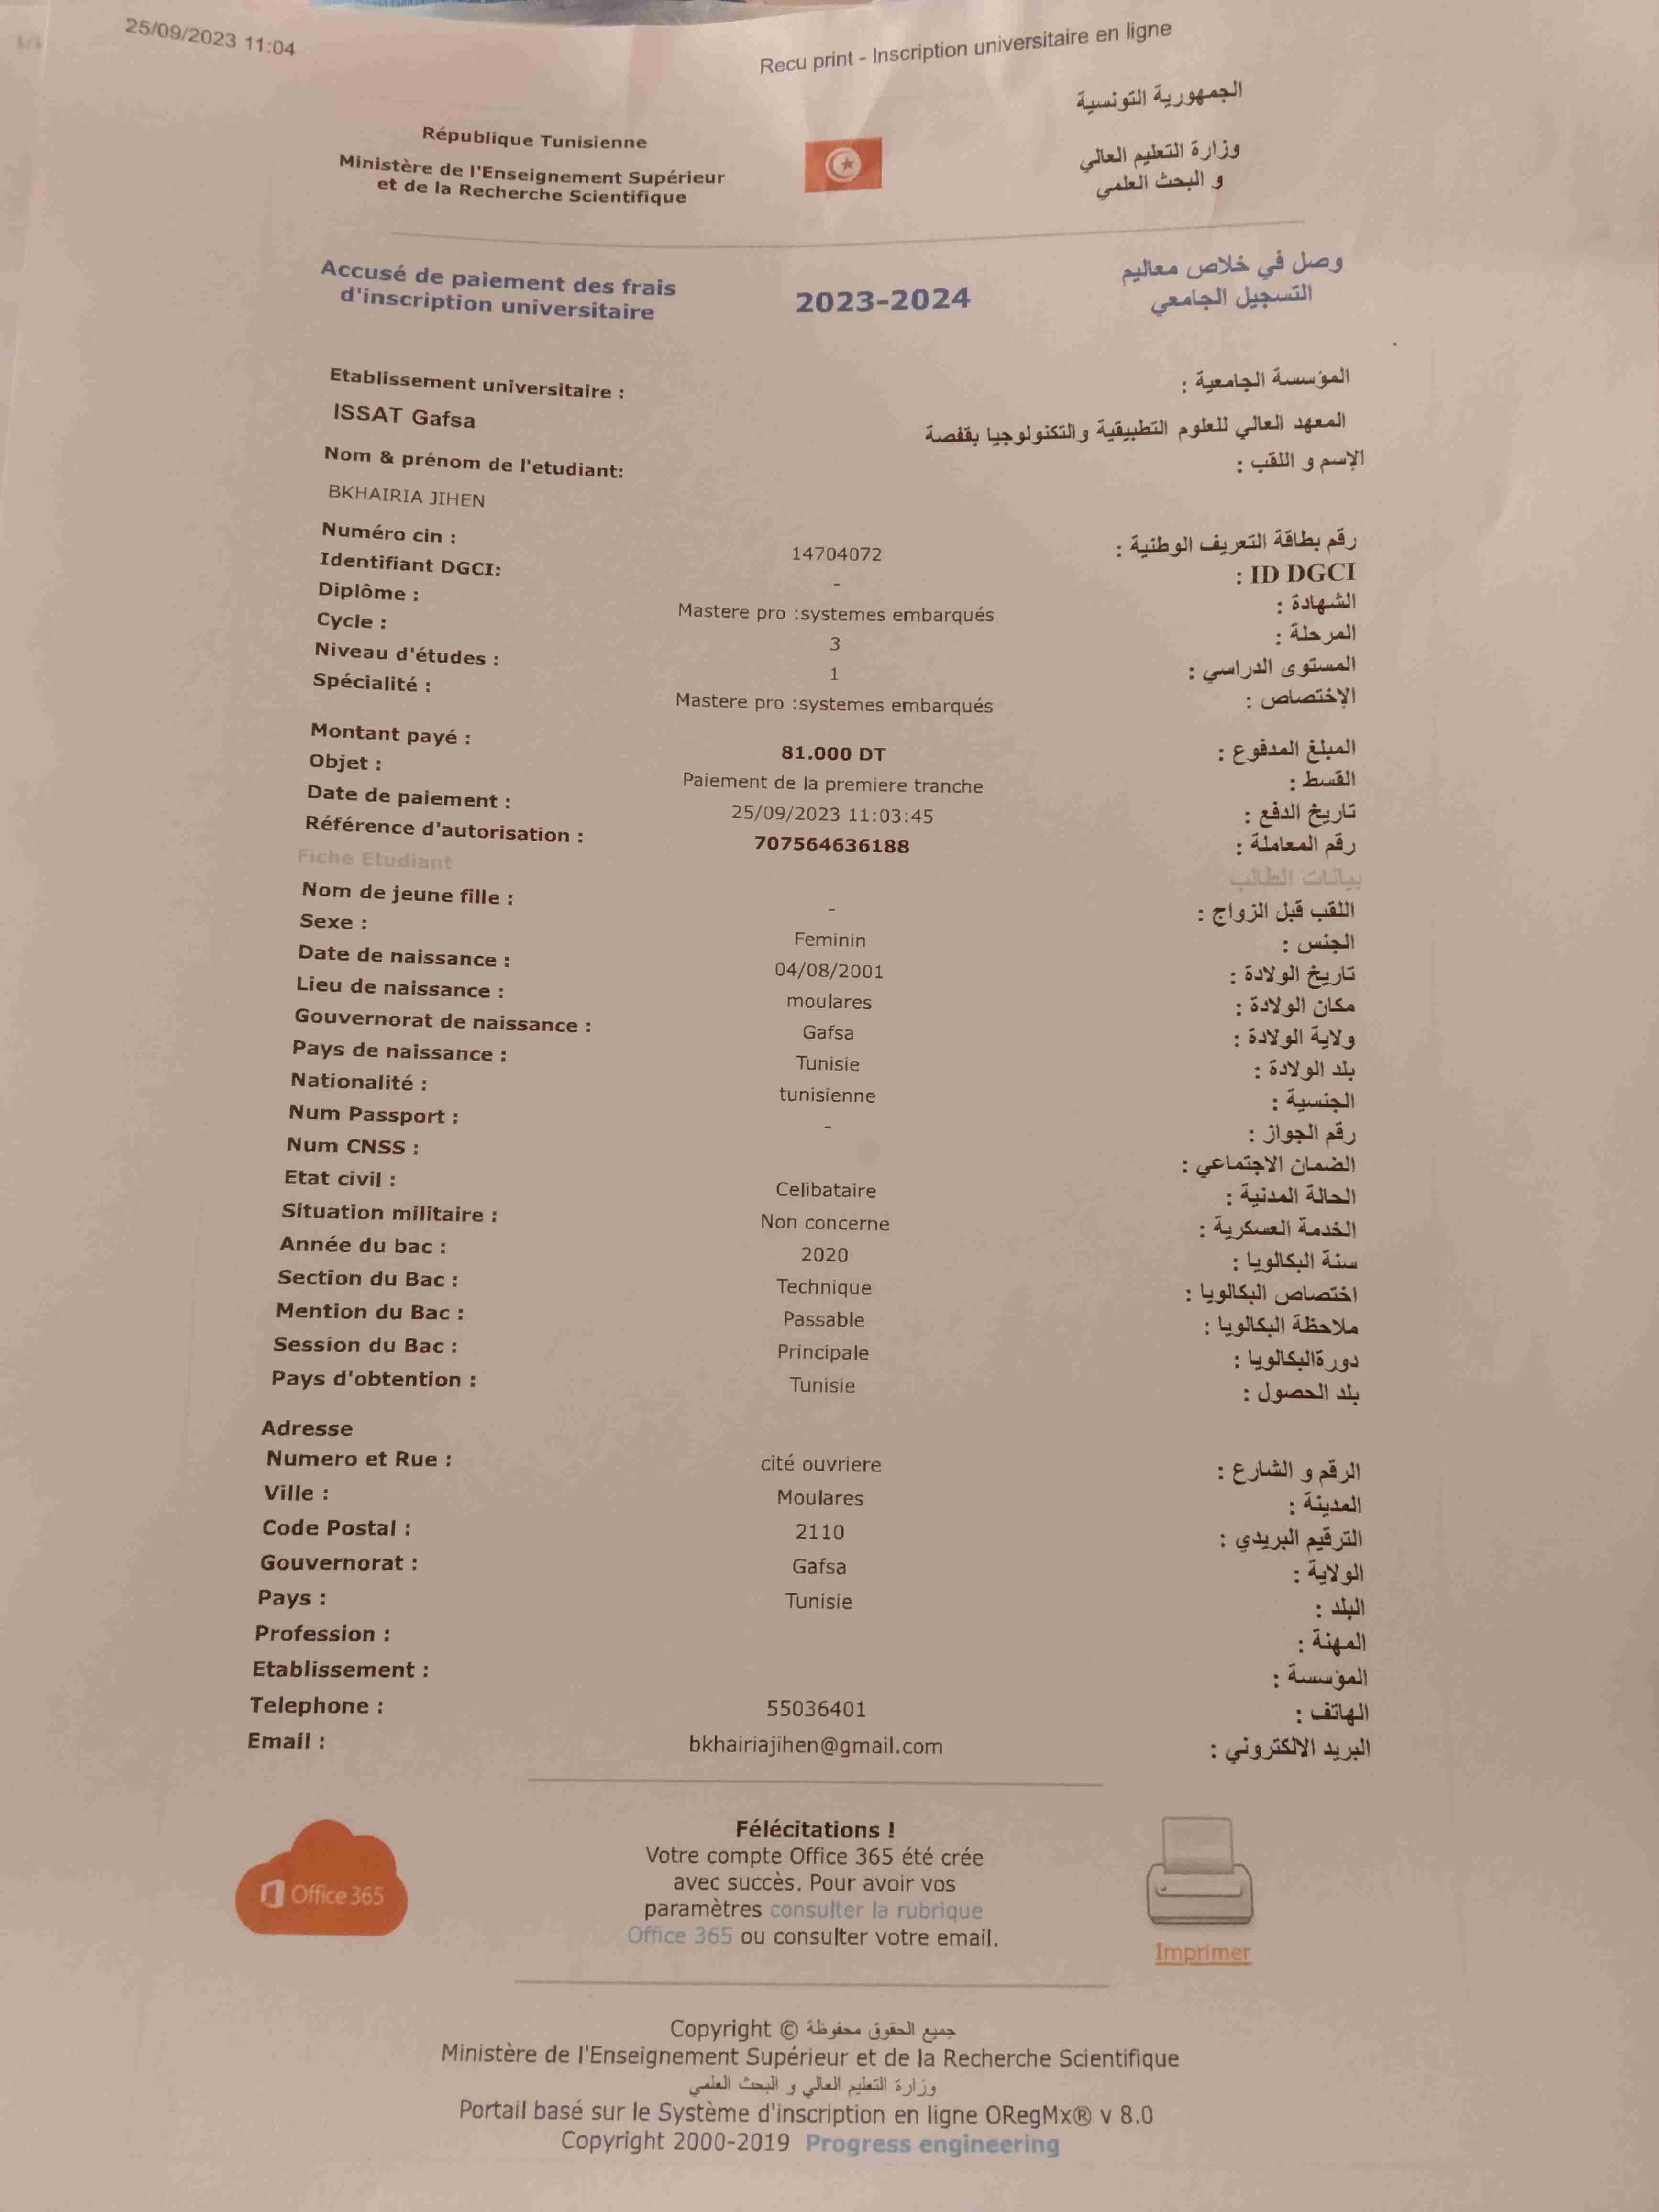 25/09/2023 11:04
Recu print - Inscription universitaire en ligne
République Tunisienne
Ministère de l'Enseignement Supérieur
et de la Recherche Scientifique
الجمهورية التونسية
وزارة التعليم العالي
و البحث العلمي
Accusé de paiement des frais
d'inscription universitaire
2023-2024
وصل في خلاص معاليم
التسجيل الجامعي
Etablissement universitaire :
المؤسسة الجامعية :
ISSAT Gafsa
المعهد العالي للعلوم التطبيقية والتكنولوجيا بقفصة
Nom & prénom de l'etudiant:
الإسم و اللقب :
BKHAIRIA JIHEN
Numéro cin : 14704072 رقم بطاقة التعريف الوطنية :
Identifiant DGCI: - ID DGCI :
Diplôme : Mastere pro :systemes embarqués الشهادة :
Cycle : 3 المرحلة :
Niveau d'études : 1 المستوى الدراسي :
Spécialité : Mastere pro :systemes embarqués الإختصاص :
Montant payé : 81.000 DT المبلغ المدفوع :
Objet : Paiement de la premiere tranche القسط :
Date de paiement : 25/09/2023 11:03:45 تاريخ الدفع :
Référence d'autorisation : 707564636188 رقم المعاملة :
Fiche Etudiant بيانات الطالب
Nom de jeune fille : - اللقب قبل الزواج :
Sexe : Feminin الجنس :
Date de naissance : 04/08/2001 تاريخ الولادة :
Lieu de naissance : moulares مكان الولادة :
Gouvernorat de naissance : Gafsa ولاية الولادة :
Pays de naissance : Tunisie بلد الولادة :
Nationalité : tunisienne الجنسية :
Num Passport : - رقم الجواز :
Num CNSS : الضمان الاجتماعي :
Etat civil : Celibataire الحالة المدنية :
Situation militaire : Non concerne الخدمة العسكرية :
Année du bac : 2020 سنة البكالويا :
Section du Bac : Technique اختصاص البكالويا :
Mention du Bac : Passable ملاحظة البكالويا :
Session du Bac : Principale دورةالبكالويا :
Pays d'obtention : Tunisie بلد الحصول :
Adresse
Numero et Rue : cité ouvriere الرقم و الشارع :
Ville : Moulares المدينة :
Code Postal : 2110 الترقيم البريدي :
Gouvernorat : Gafsa الولاية :
Pays : Tunisie البلد :
Profession : المهنة :
Etablissement : المؤسسة :
Telephone : 55036401 الهاتف :
Email : bkhairiajihen@gmail.com البريد الالكتروني :
Office 365
Félécitations !
Votre compte Office 365 été crée
avec succès. Pour avoir vos
paramètres consulter la rubrique
Office 365 ou consulter votre email.
Imprimer
Copyright © جميع الحقوق محفوظة
Ministère de l'Enseignement Supérieur et de la Recherche Scientifique
وزارة التعليم العالي و البحث العلمي
Portail basé sur le Système d'inscription en ligne ORegMx® v 8.0
Copyright 2000-2019 Progress engineering